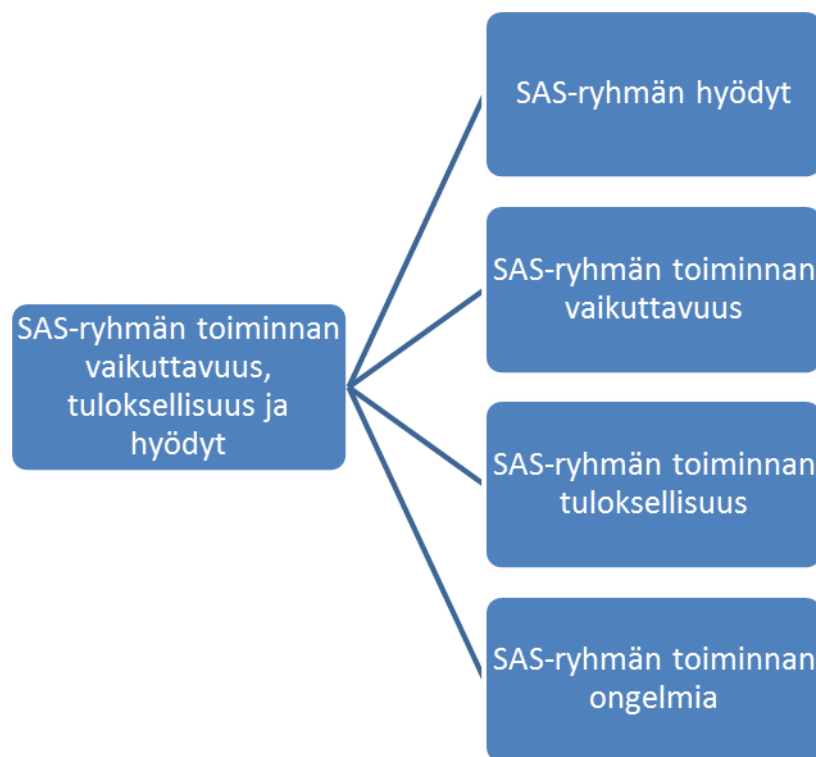 SAS-ryhmän toiminnan
vaikuttavuus,
tuloksellisuus ja
hyödyt
SAS-ryhmän hyödyt
SAS-ryhmän toiminnan
vaikuttavuus
SAS-ryhmän toiminnan
tuloksellisuus
SAS-ryhmän toiminnan
ongelmia